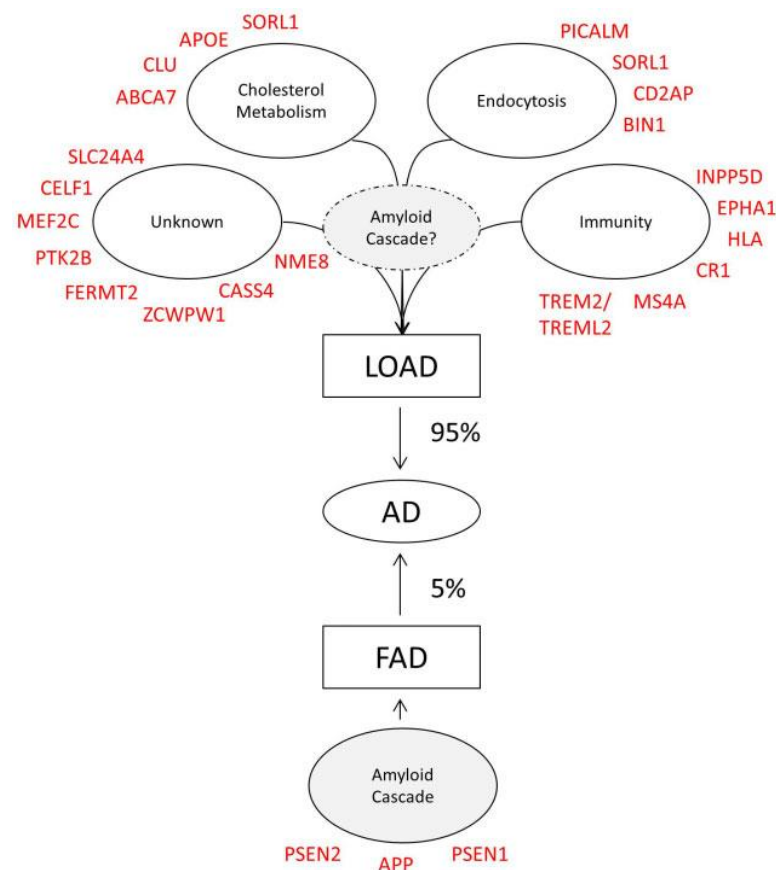 SORL1
APOE
CLU
ABCA7
Cholesterol
Metabolism
PICALM
SORL1
CD2AP
BIN1
Endocytosis
SLC24A4
CELF1
MEF2C
PTK2B
FERMT2
ZCWPW1
CASS4
NME8
Unknown
Amyloid
Cascade?
Immunity
INPP5D
EPHA1
HLA
CR1
MS4A
TREM2/
TREML2
LOAD
95%
AD
5%
FAD
Amyloid
Cascade
PSEN2
APP
PSEN1